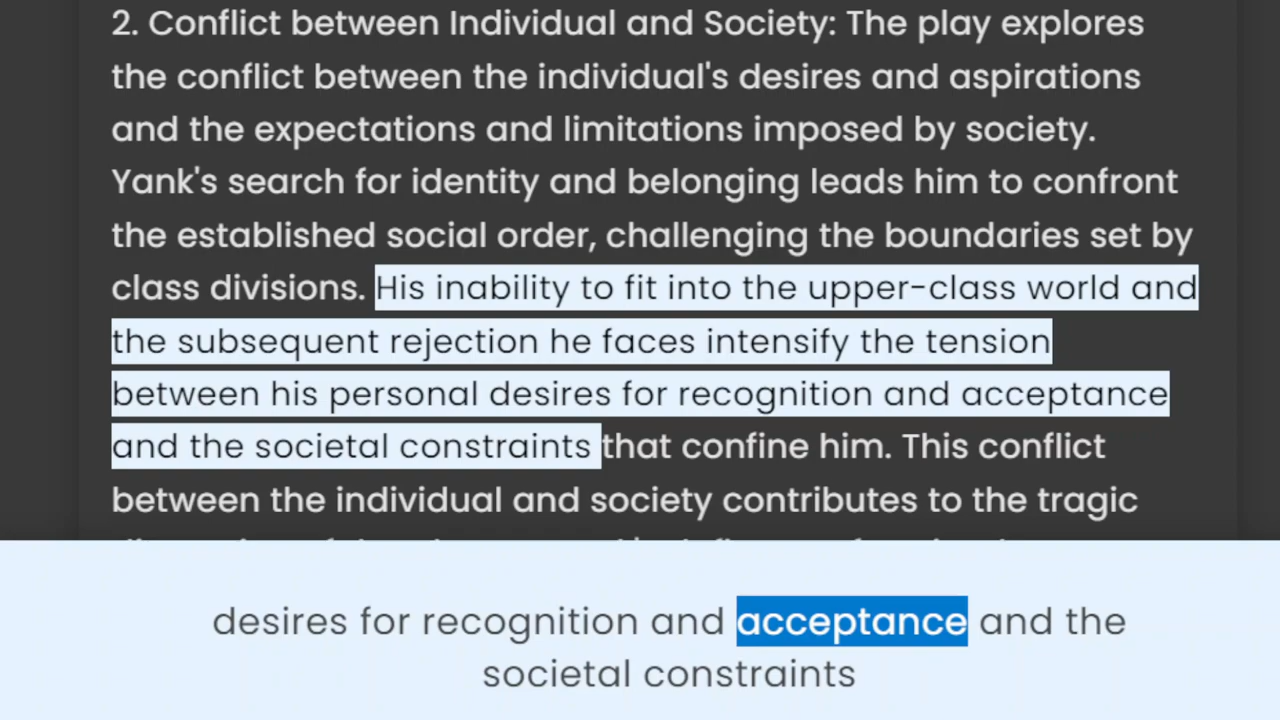 2. Conflict between Individual and Society: The play explores
the conflict between the individual's desires and aspirations
and the expectations and limitations imposed by society.
Yank's search for identity and belonging leads him to confront
the established social order, challenging the boundaries set by
class divisions. His inability to fit into the upper-class world and
the subsequent rejection he faces intensify the tension
between his personal desires for recognition and acceptance
and the societal constraints that confine him. This conflict
between the individual and society contributes to the tragic
desires for recognition and acceptance and the
societal constraints